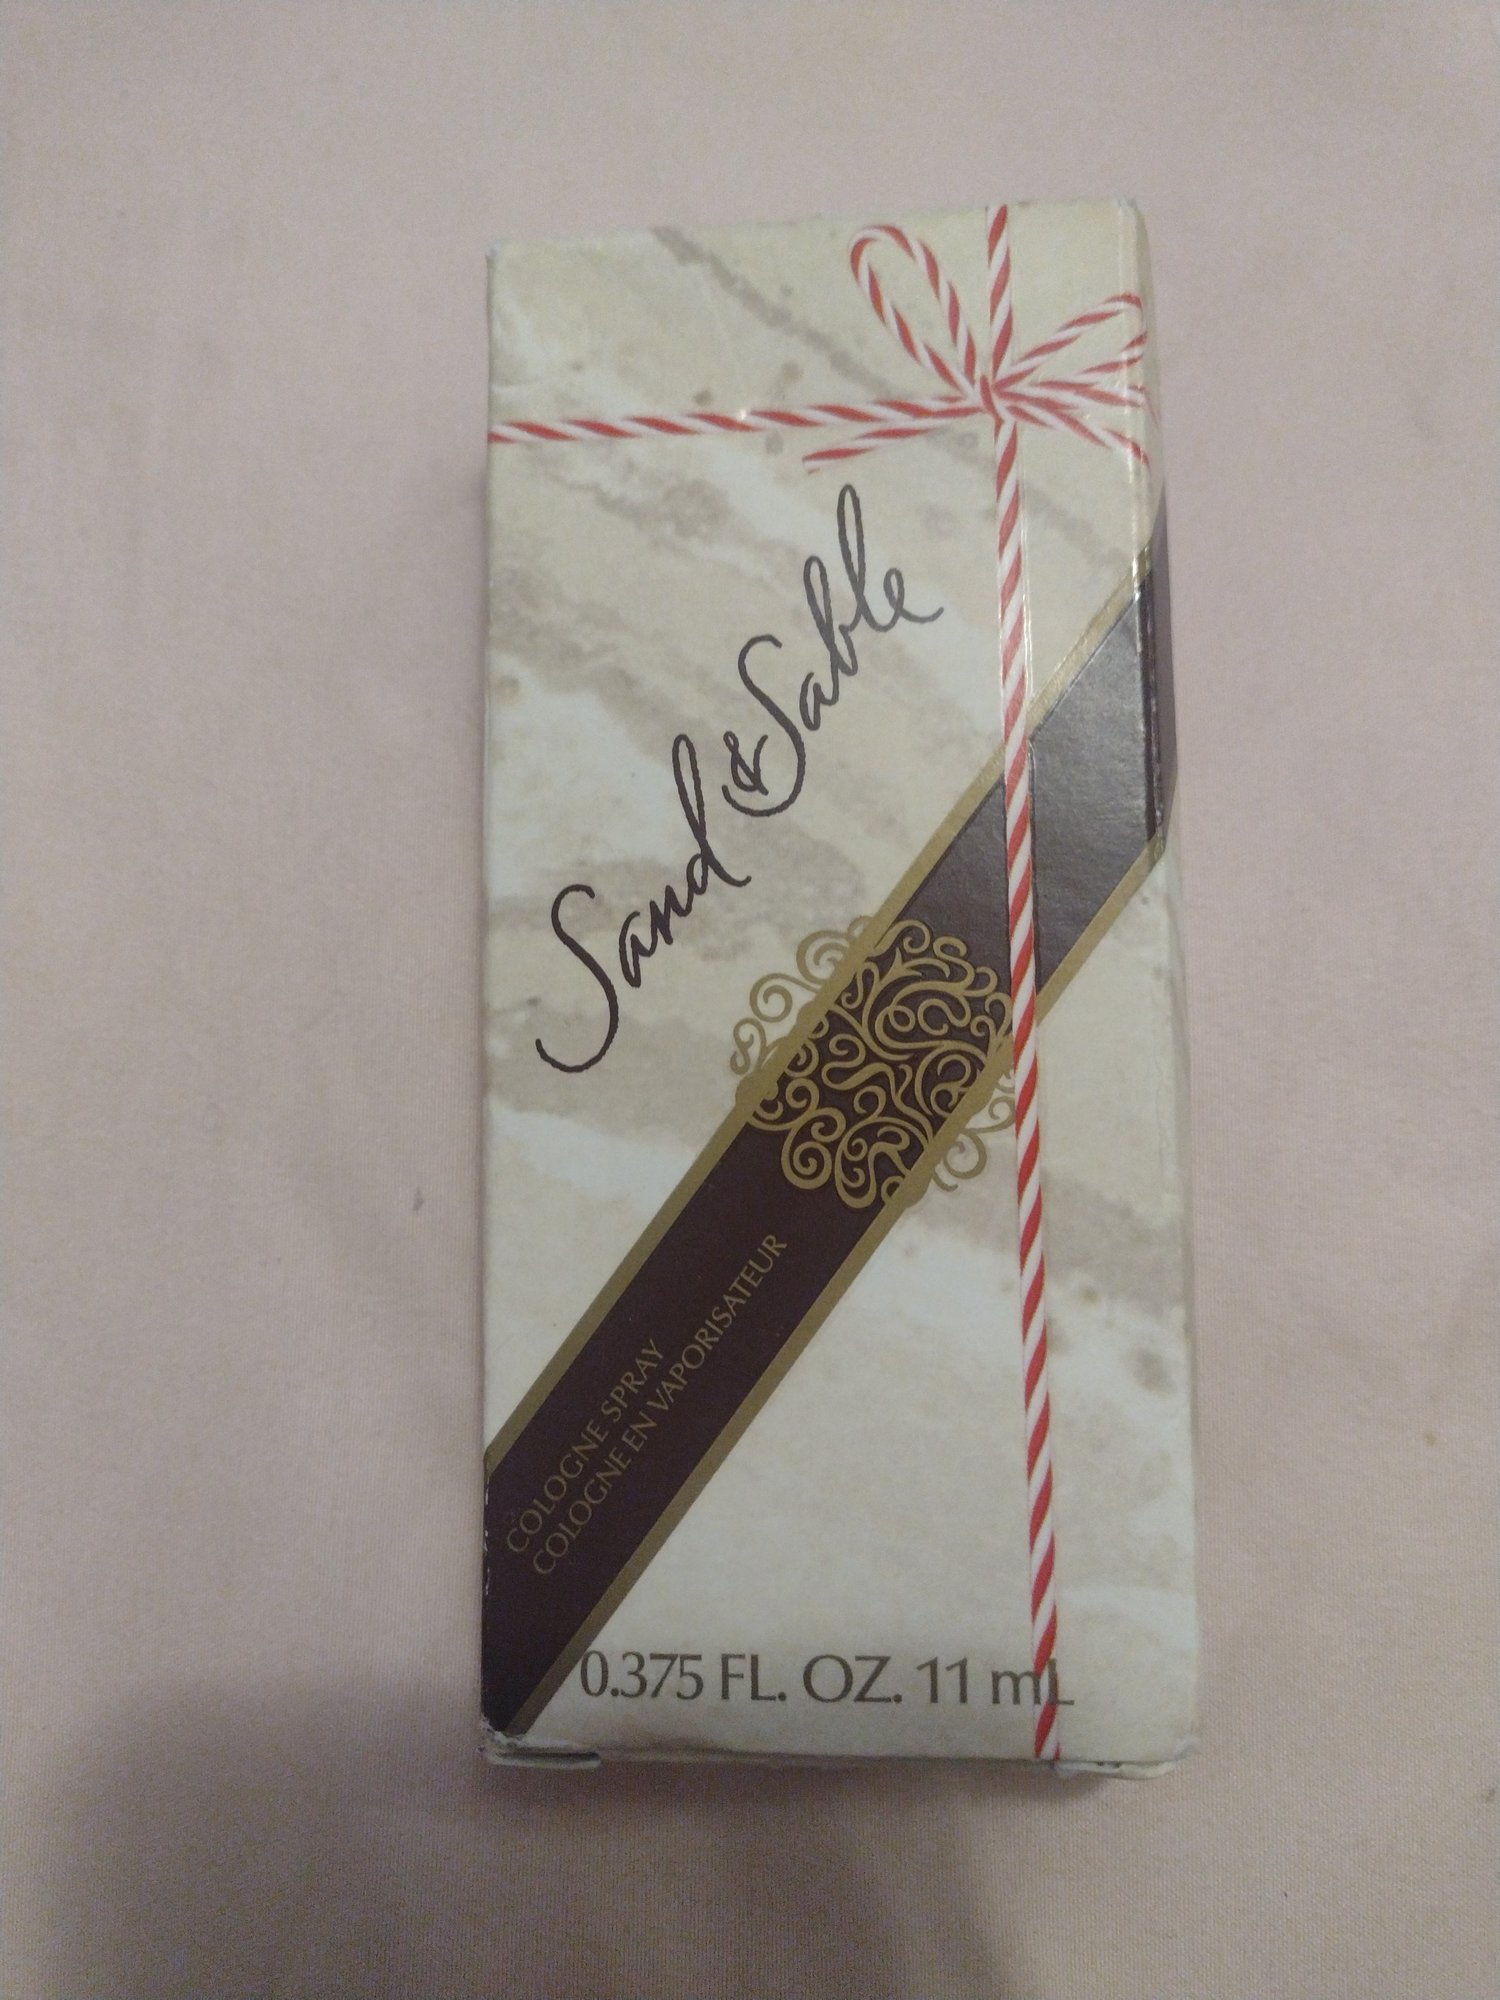 Sand & Sable
COLOGNE SPRAY
COLOGNE EN VAPORISATEUR
0.375 FL. OZ. 11 mL